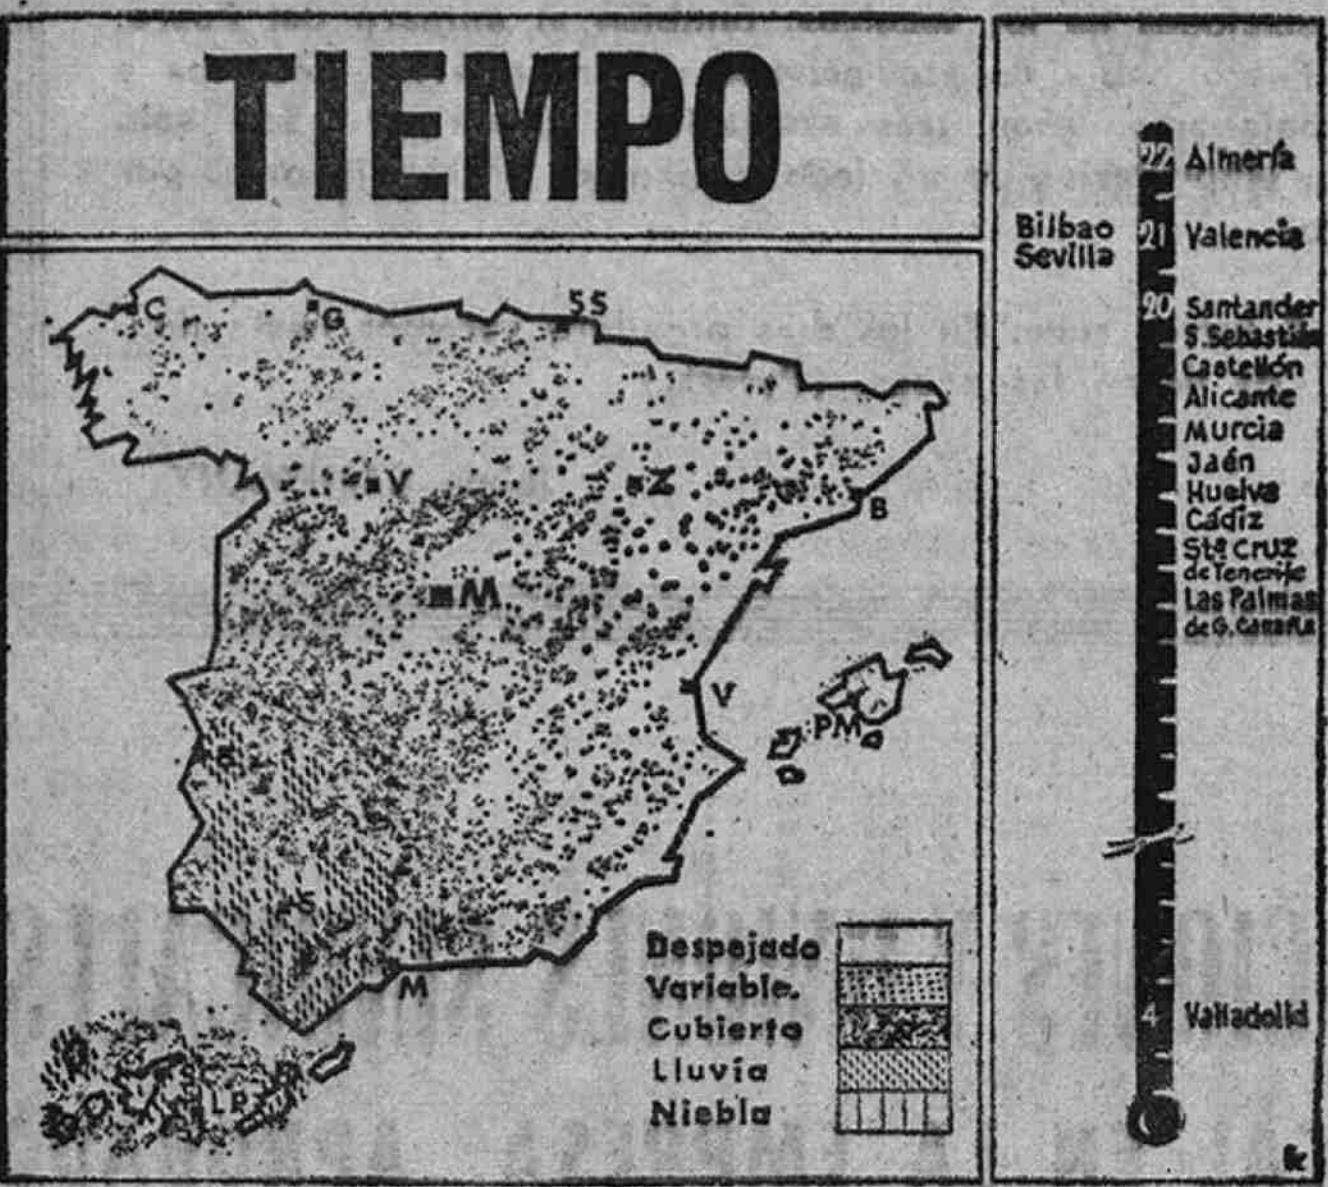 TIEMPO
C
G
SS
V
Z
B
M
V
PM
B
S
M
LP
Despejado
Variable.
Cubierto
Lluvia
Niebla
22 Almería
Bilbao 21 Valencia
Sevilla
20 Santander
S. Sebastián
Castellón
Alicante
Murcia
Jaén
Huelva
Cádiz
Stª Cruz
de Tenerife
Las Palmas
de G. Canaria
4 Valladolid